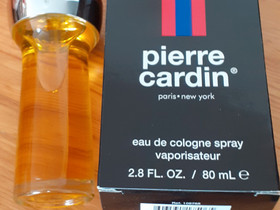 pierre
cardin®
paris•new york
eau de cologne spray
vaporisateur
2.8 FL. OZ. / 80 mL e